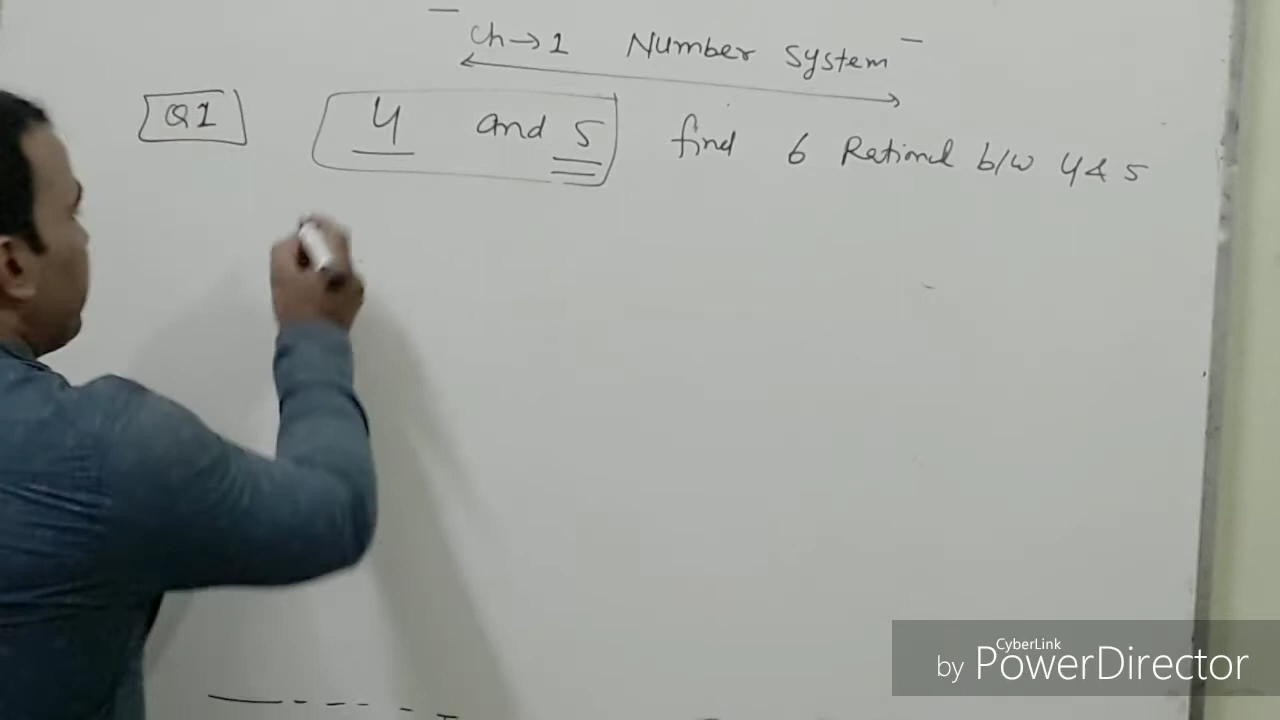 Ch→1 Number System
Q1 4 and 5 find 6 Rational b/w 4 & 5
CyberLink
by PowerDirector